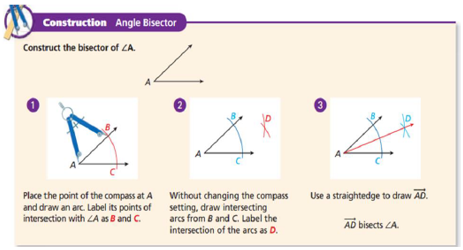 Construction Angle Bisector
Construct the bisector of ∠A.
A
1
2
3
B
A
C
B
D
A
C
B
D
A
C
Place the point of the compass at A
and draw an arc. Label its points of
intersection with ∠A as B and C.
Without changing the compass
setting, draw intersecting
arcs from B and C. Label the
intersection of the arcs as D.
Use a straightedge to draw A͞D⃗.
A͞D⃗ bisects ∠A.